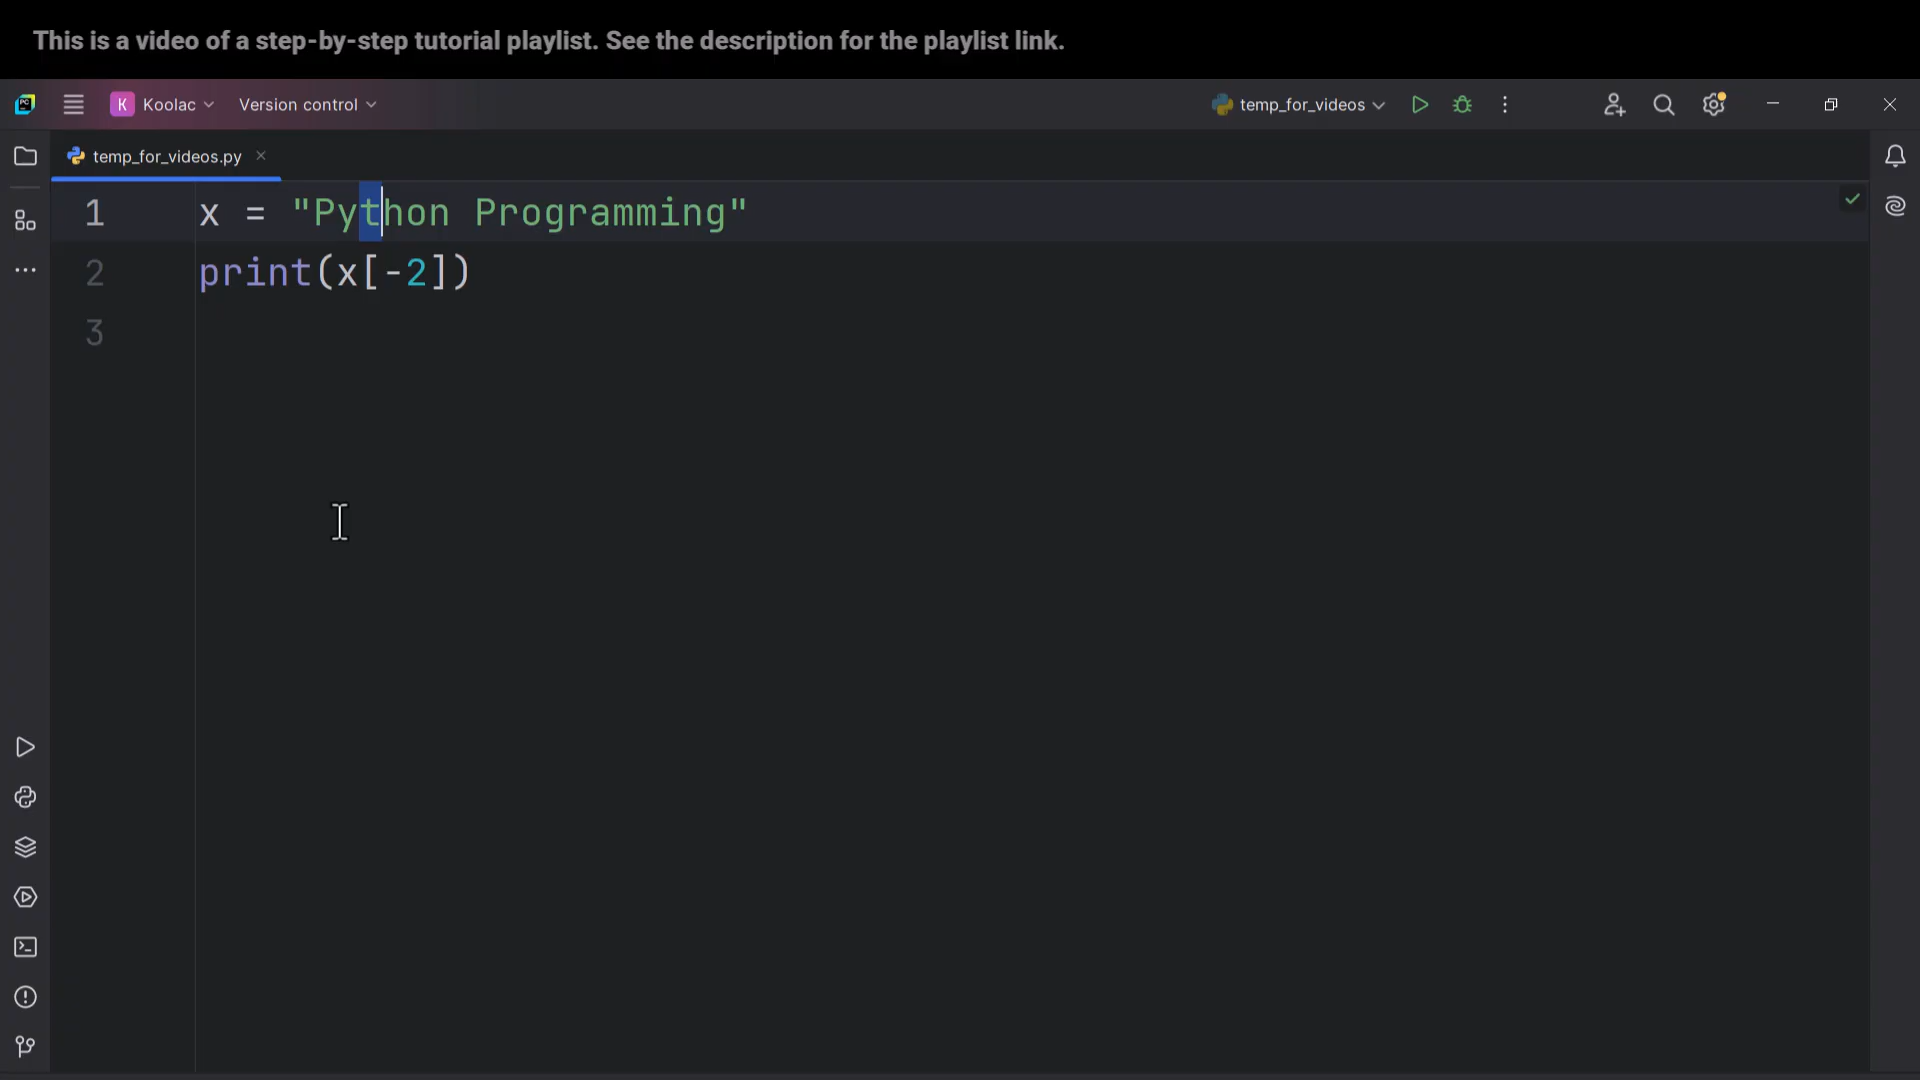 This is a video of a step-by-step tutorial playlist. See the description for the playlist link.
K Koolac Version control temp_for_videos
temp_for_videos.py
1 x = "Python Programming"
2 print(x[-2])
3